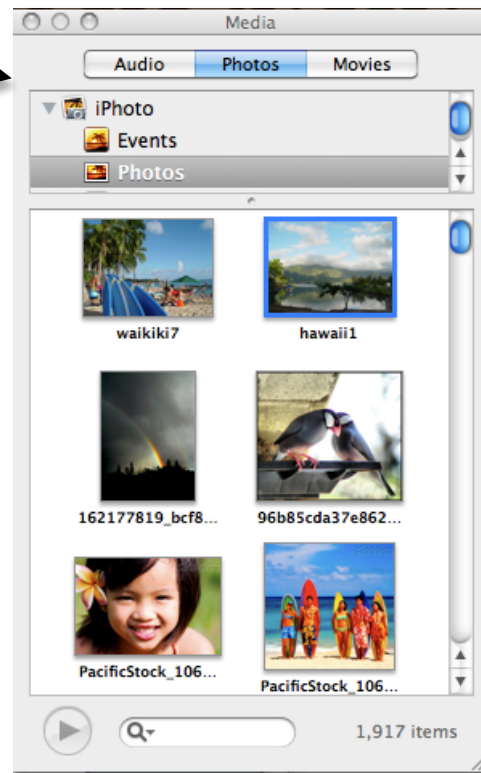 Media
Audio Photos Movies
iPhoto
Events
Photos
waikiki7 hawaii1
162177819_bcf8... 96b85cda37e862...
PacificStock_106... PacificStock_106...
1,917 items